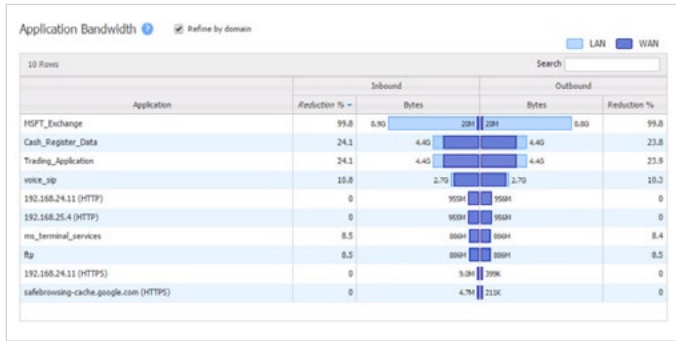 Application Bandwidth ? Refine by domain
LAN WAN
10 Rows Search
Inbound Outbound
Application Reduction % Bytes Bytes Reduction %
MSFT_Exchange 99.8 8.9G 20M 20M 8.8G 99.8
Cash_Register_Data 24.1 4.4G 4.4G 23.8
Trading_Application 24.1 4.4G 4.4G 23.9
voice_sip 10.8 2.7G 2.7G 10.3
192.168.24.11 (HTTP) 0 955M 956M 0
192.168.25.4 (HTTP) 0 955M 956M 0
ms_terminal_services 8.5 886M 886M 8.4
ftp 8.5 886M 886M 8.5
192.168.24.11 (HTTPS) 0 9.0M 399K 0
safebrowsing-cache.google.com (HTTPS) 0 4.7M 211K 0